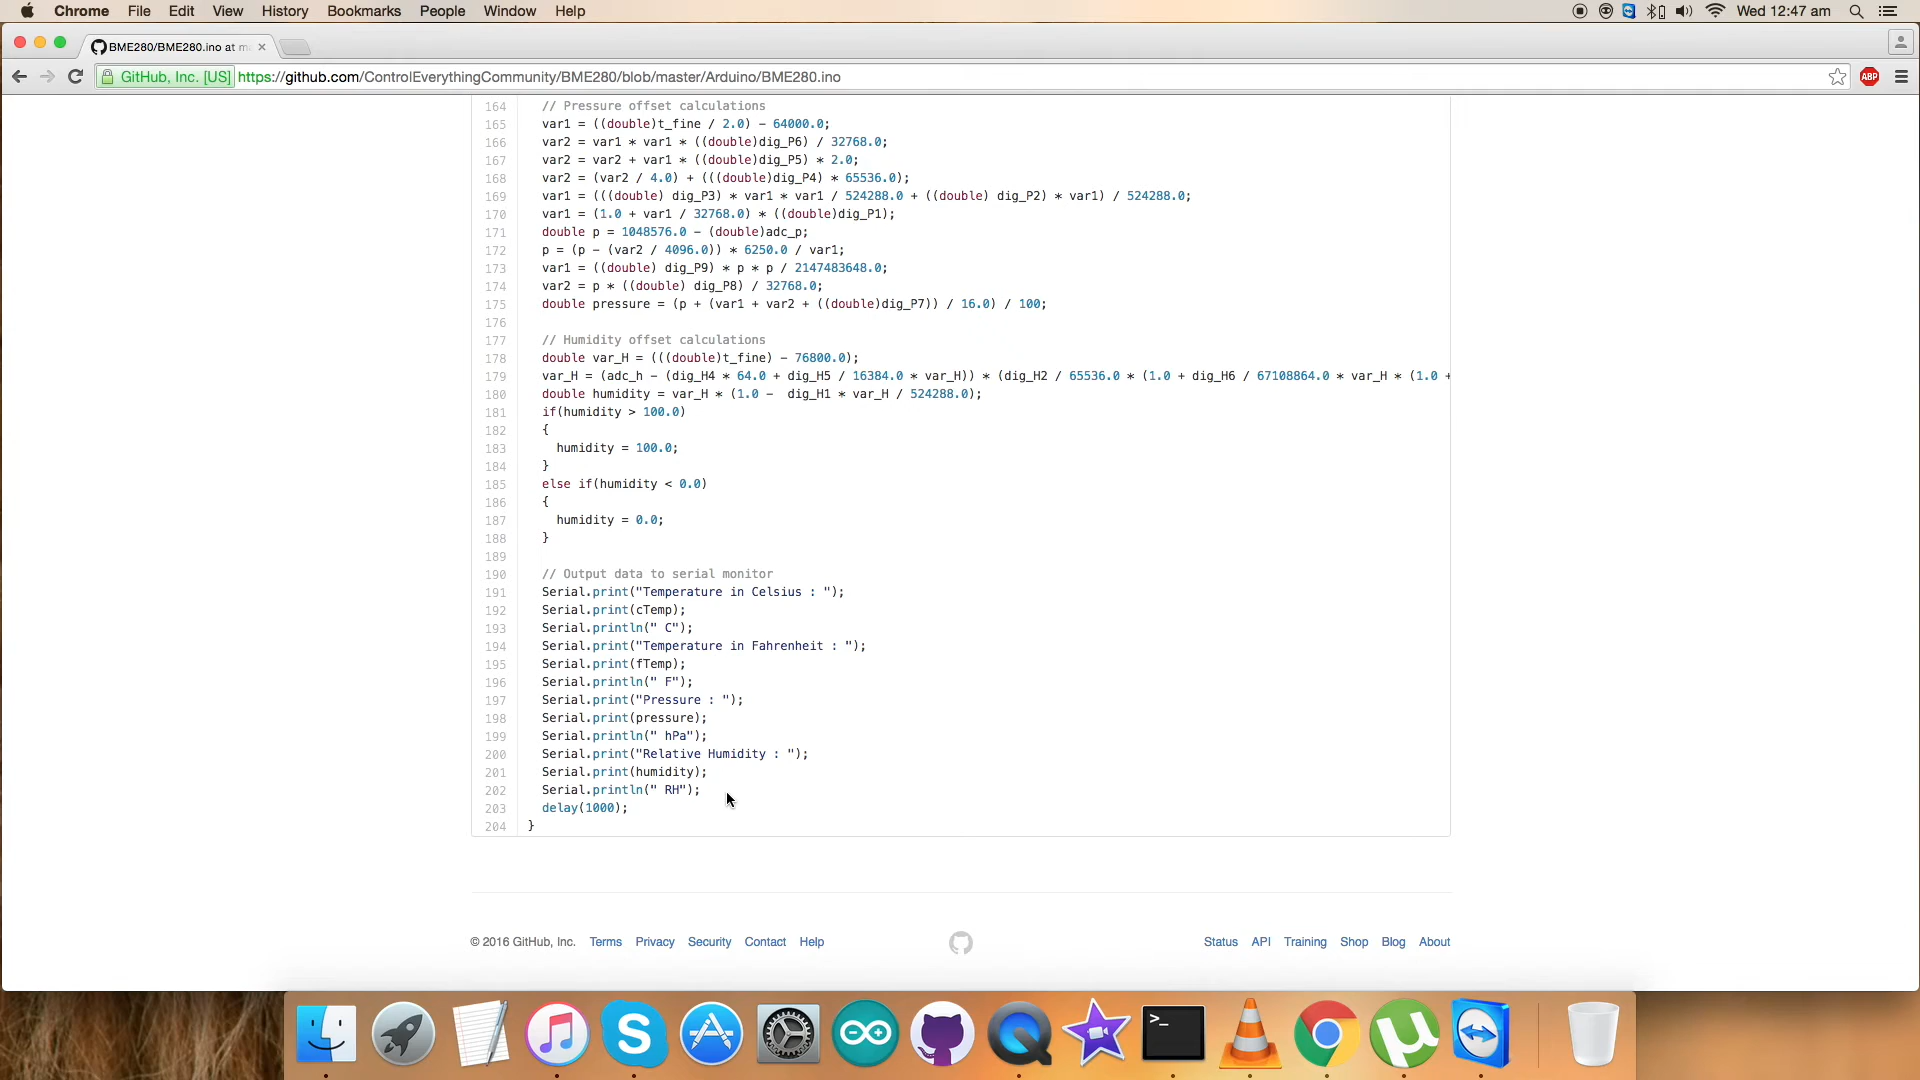 Chrome File Edit View History Bookmarks People Window Help Wed 12:47 am
BME280/BME280.ino at m
GitHub, Inc. [US] https://github.com/ControlEverythingCommunity/BME280/blob/master/Arduino/BME280.ino ABP
164 // Pressure offset calculations
165 var1 = ((double)t_fine / 2.0) - 64000.0;
166 var2 = var1 * var1 * ((double)dig_P6) / 32768.0;
167 var2 = var2 + var1 * ((double)dig_P5) * 2.0;
168 var2 = (var2 / 4.0) + (((double)dig_P4) * 65536.0);
169 var1 = (((double) dig_P3) * var1 * var1 / 524288.0 + ((double) dig_P2) * var1) / 524288.0;
170 var1 = (1.0 + var1 / 32768.0) * ((double)dig_P1);
171 double p = 1048576.0 - (double)adc_p;
172 p = (p - (var2 / 4096.0)) * 6250.0 / var1;
173 var1 = ((double) dig_P9) * p * p / 2147483648.0;
174 var2 = p * ((double) dig_P8) / 32768.0;
175 double pressure = (p + (var1 + var2 + ((double)dig_P7)) / 16.0) / 100;
176
177 // Humidity offset calculations
178 double var_H = (((double)t_fine) - 76800.0);
179 var_H = (adc_h - (dig_H4 * 64.0 + dig_H5 / 16384.0 * var_H)) * (dig_H2 / 65536.0 * (1.0 + dig_H6 / 67108864.0 * var_H * (1.0 +
180 double humidity = var_H * (1.0 -  dig_H1 * var_H / 524288.0);
181 if(humidity > 100.0)
182 {
183 humidity = 100.0;
184 }
185 else if(humidity < 0.0)
186 {
187 humidity = 0.0;
188 }
189
190 // Output data to serial monitor
191 Serial.print("Temperature in Celsius : ");
192 Serial.print(cTemp);
193 Serial.println(" C");
194 Serial.print("Temperature in Fahrenheit : ");
195 Serial.print(fTemp);
196 Serial.println(" F");
197 Serial.print("Pressure : ");
198 Serial.print(pressure);
199 Serial.println(" hPa");
200 Serial.print("Relative Humidity : ");
201 Serial.print(humidity);
202 Serial.println(" RH");
203 delay(1000);
204 }
© 2016 GitHub, Inc. Terms Privacy Security Contact Help Status API Training Shop Blog About